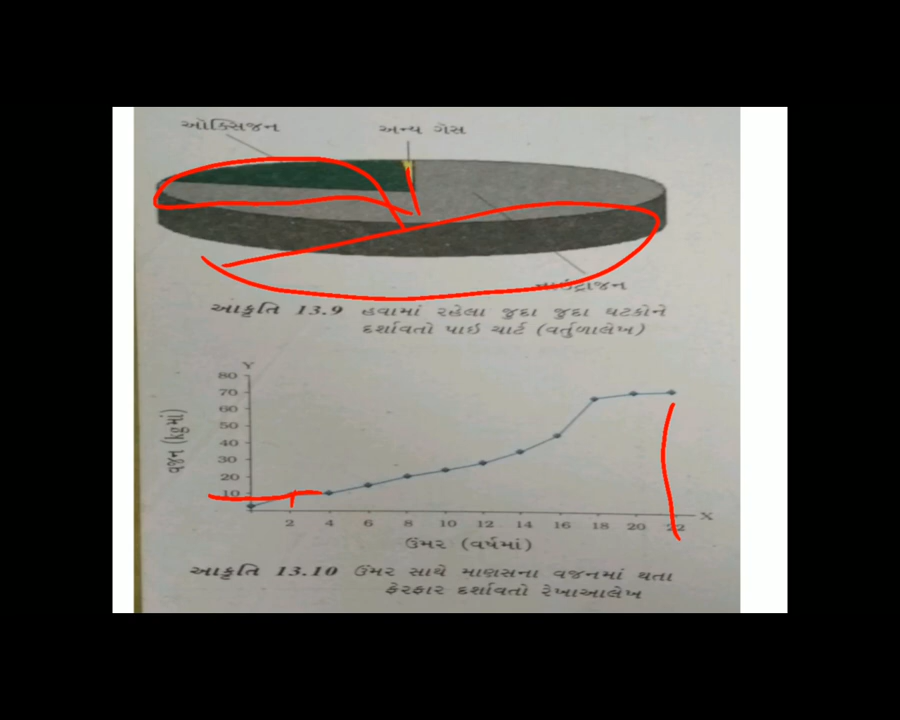 ઓક્સિજન
અન્ય ગેસ
નાઈટ્રોજન
આકૃતિ 13.9 હવામાં રહેલા જુદા જુદા ઘટકોને
દર્શાવતો પાઇ ચાર્ટ (વર્તુળાલેખ)
Y
80
70
60
50
40
30
20
10
વજન (kgમાં)
2 4 6 8 10 12 14 16 18 20 22 X
ઉંમર (વર્ષમાં)
આકૃતિ 13.10 ઉંમર સાથે માણસના વજનમાં થતા
ફેરફાર દર્શાવતો રેખાઆલેખ